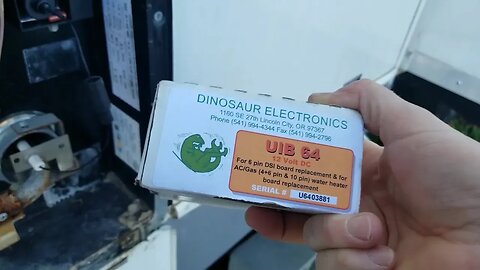 DINOSAUR ELECTRONICS
1160 SE 27th Lincoln City, OR 97367
Phone (541) 994-4344 Fax (541) 994-2796
UIB 64
12 Volt DC
For 6 pin DSI board replacement & for
AC/Gas (4+6 pin & 10 pin) water heater
board replacement
SERIAL # U6403881